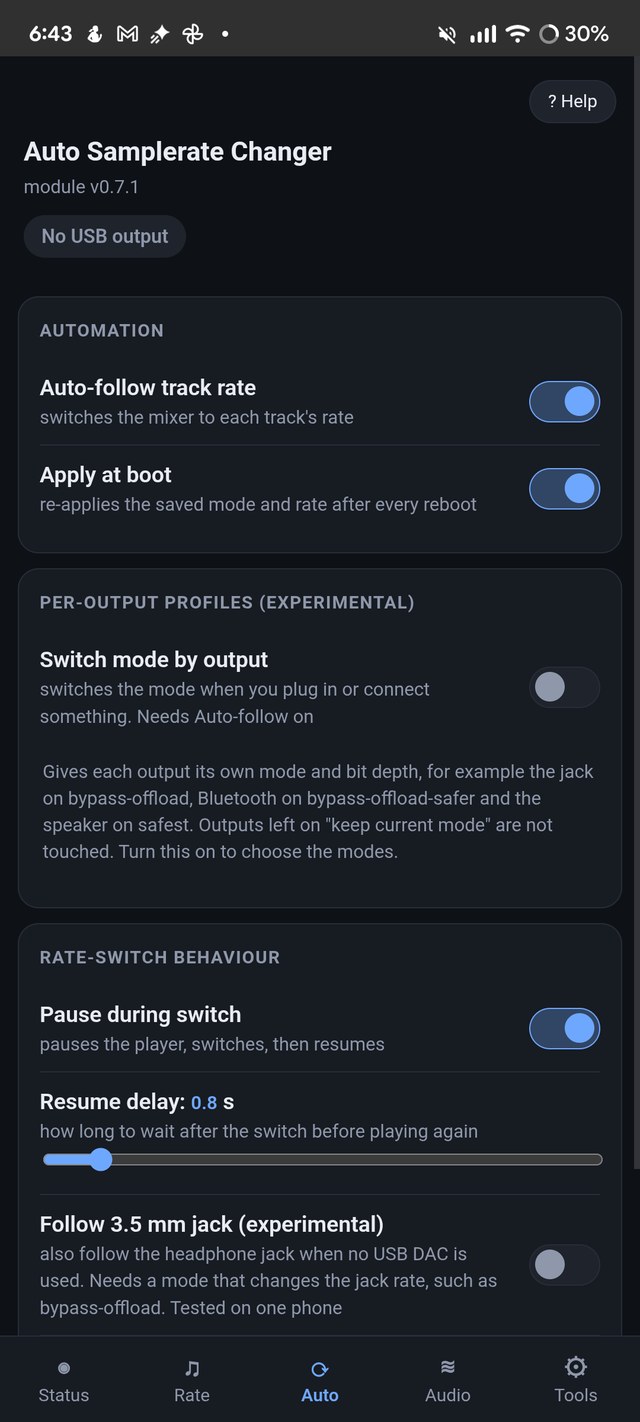 6:43
30%
? Help
Auto Samplerate Changer
module v0.7.1
No USB output
AUTOMATION
Auto-follow track rate
switches the mixer to each track's rate
Apply at boot
re-applies the saved mode and rate after every reboot
PER-OUTPUT PROFILES (EXPERIMENTAL)
Switch mode by output
switches the mode when you plug in or connect
something. Needs Auto-follow on
Gives each output its own mode and bit depth, for example the jack
on bypass-offload, Bluetooth on bypass-offload-safer and the
speaker on safest. Outputs left on "keep current mode" are not
touched. Turn this on to choose the modes.
RATE-SWITCH BEHAVIOUR
Pause during switch
pauses the player, switches, then resumes
Resume delay: 0.8 s
how long to wait after the switch before playing again
Follow 3.5 mm jack (experimental)
also follow the headphone jack when no USB DAC is
used. Needs a mode that changes the jack rate, such as
bypass-offload. Tested on one phone
Status
Rate
Auto
Audio
Tools